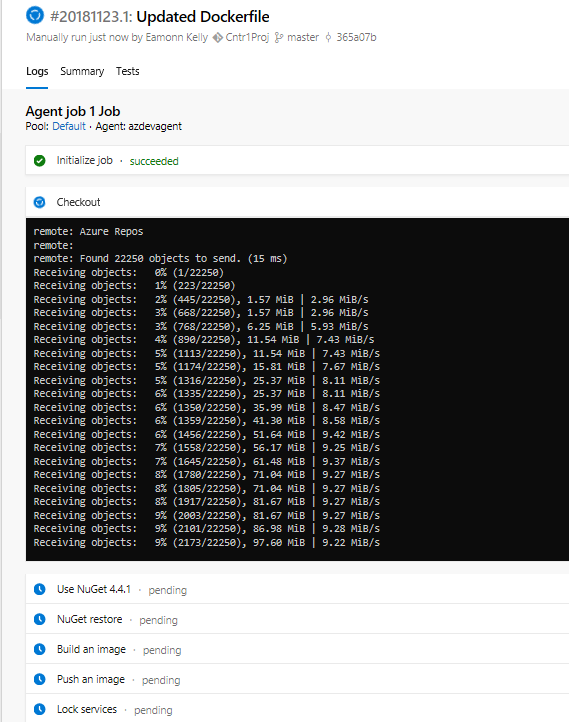 #20181123.1: Updated Dockerfile
Manually run just now by Eamonn Kelly Cntr1Proj master 365a07b
Logs Summary Tests
Agent job 1 Job
Pool: Default · Agent: azdevagent
Initialize job · succeeded
Checkout
remote: Azure Repos
remote:
remote: Found 22250 objects to send. (15 ms)
Receiving objects: 0% (1/22250)
Receiving objects: 1% (223/22250)
Receiving objects: 2% (445/22250), 1.57 MiB | 2.96 MiB/s
Receiving objects: 3% (668/22250), 1.57 MiB | 2.96 MiB/s
Receiving objects: 3% (768/22250), 6.25 MiB | 5.93 MiB/s
Receiving objects: 4% (890/22250), 11.54 MiB | 7.43 MiB/s
Receiving objects: 5% (1113/22250), 11.54 MiB | 7.43 MiB/s
Receiving objects: 5% (1174/22250), 15.81 MiB | 7.67 MiB/s
Receiving objects: 5% (1316/22250), 25.37 MiB | 8.11 MiB/s
Receiving objects: 6% (1335/22250), 25.37 MiB | 8.11 MiB/s
Receiving objects: 6% (1350/22250), 35.99 MiB | 8.47 MiB/s
Receiving objects: 6% (1359/22250), 41.30 MiB | 8.58 MiB/s
Receiving objects: 6% (1456/22250), 51.64 MiB | 9.42 MiB/s
Receiving objects: 7% (1558/22250), 56.17 MiB | 9.25 MiB/s
Receiving objects: 7% (1645/22250), 61.48 MiB | 9.37 MiB/s
Receiving objects: 8% (1780/22250), 71.04 MiB | 9.27 MiB/s
Receiving objects: 8% (1805/22250), 71.04 MiB | 9.27 MiB/s
Receiving objects: 8% (1917/22250), 81.67 MiB | 9.27 MiB/s
Receiving objects: 9% (2003/22250), 81.67 MiB | 9.27 MiB/s
Receiving objects: 9% (2101/22250), 86.98 MiB | 9.28 MiB/s
Receiving objects: 9% (2173/22250), 97.60 MiB | 9.22 MiB/s
Use NuGet 4.4.1 · pending
NuGet restore · pending
Build an image · pending
Push an image · pending
Lock services · pending